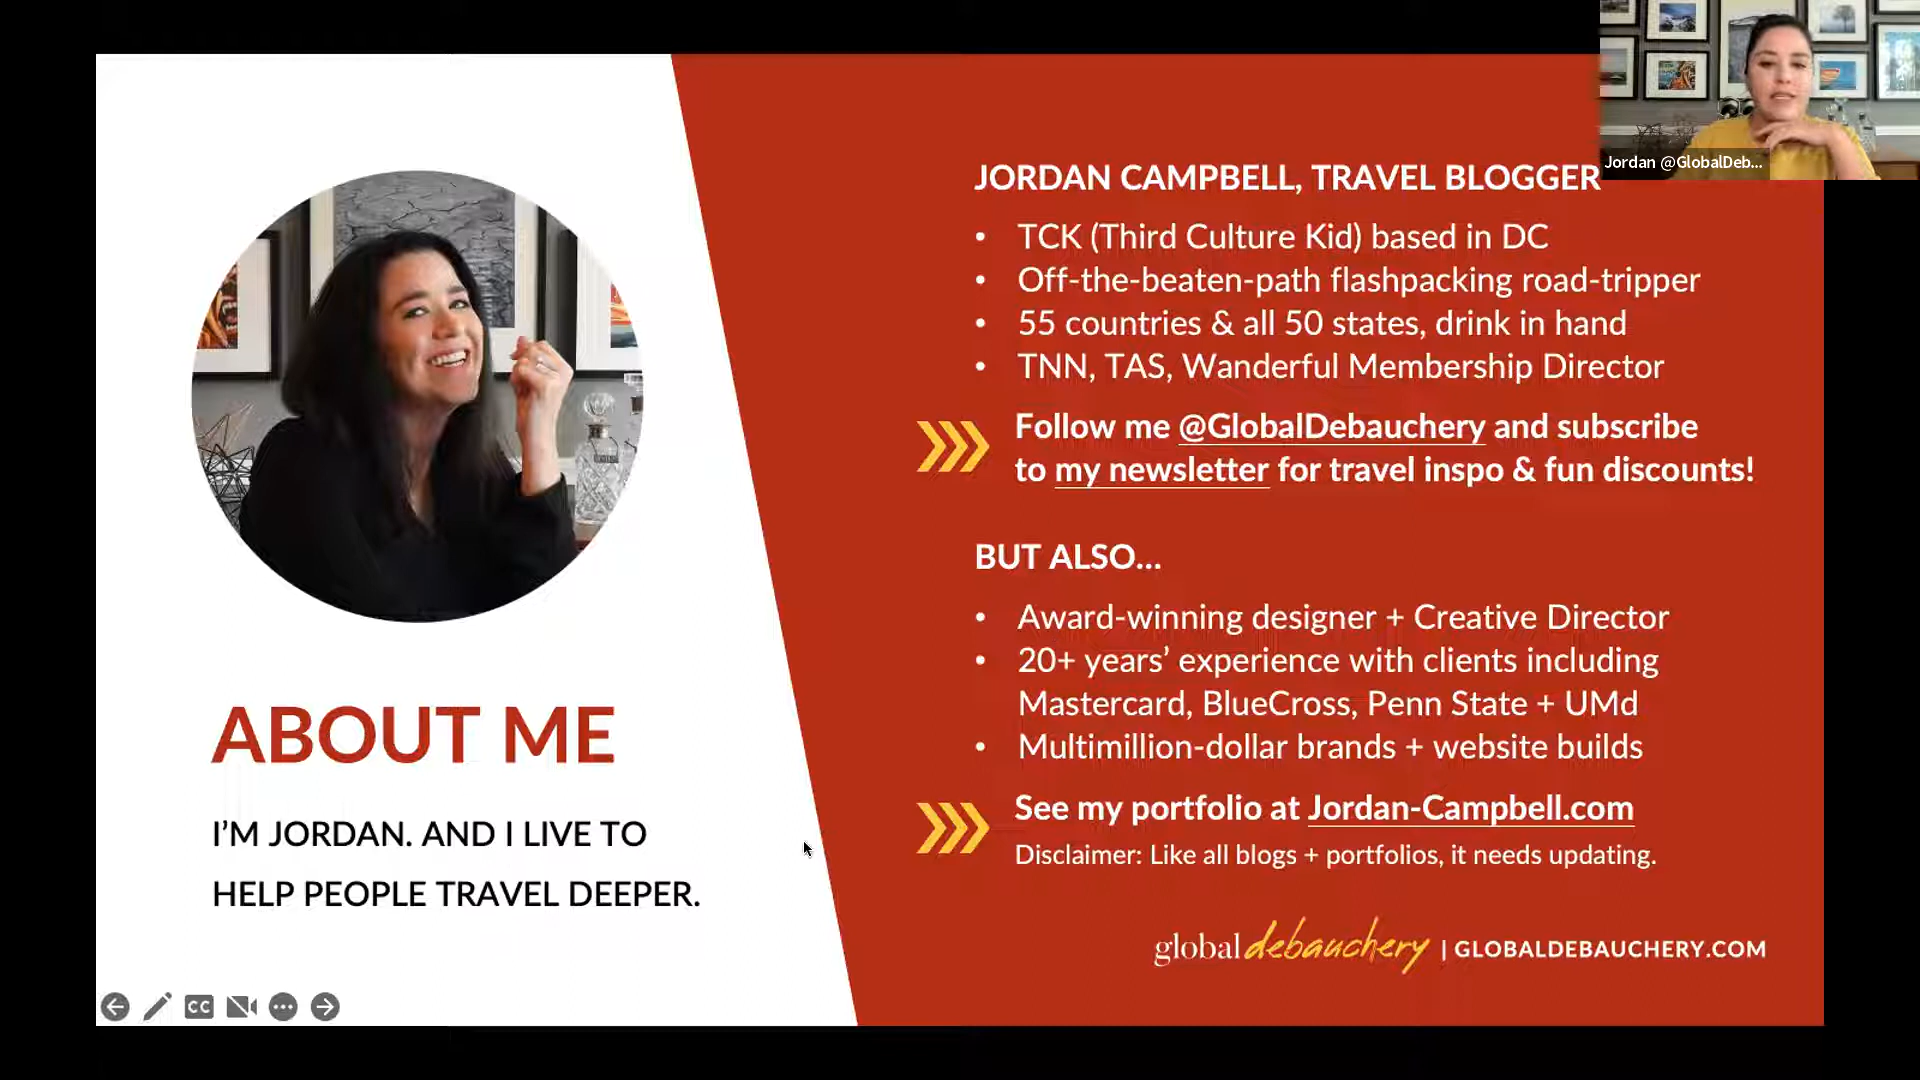 Jordan @GlobalDeb...
JORDAN CAMPBELL, TRAVEL BLOGGER
• TCK (Third Culture Kid) based in DC
• Off-the-beaten-path flashpacking road-tripper
• 55 countries & all 50 states, drink in hand
• TNN, TAS, Wanderful Membership Director
Follow me @GlobalDebauchery and subscribe
to my newsletter for travel inspo & fun discounts!
BUT ALSO...
• Award-winning designer + Creative Director
• 20+ years’ experience with clients including
Mastercard, BlueCross, Penn State + UMd
• Multimillion-dollar brands + website builds
See my portfolio at Jordan-Campbell.com
Disclaimer: Like all blogs + portfolios, it needs updating.
global debauchery | GLOBALDEBAUCHERY.COM
ABOUT ME
I’M JORDAN. AND I LIVE TO
HELP PEOPLE TRAVEL DEEPER.
CC